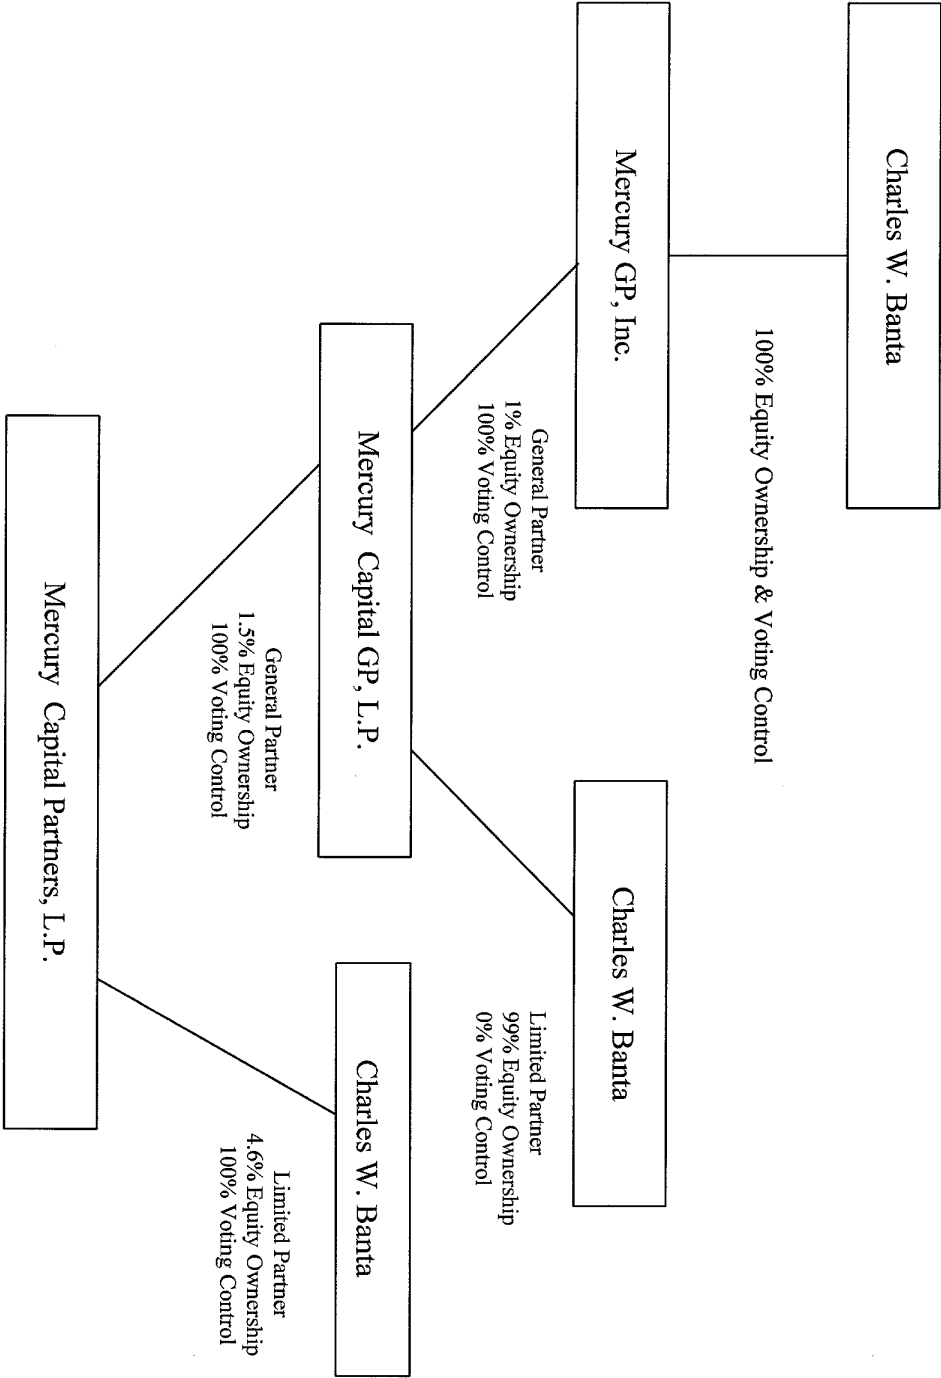 Charles W. Banta
100% Equity Ownership & Voting Control
Mercury GP, Inc.
Charles W. Banta
General Partner
1% Equity Ownership
100% Voting Control
Limited Partner
99% Equity Ownership
0% Voting Control
Mercury Capital GP, L.P.
Charles W. Banta
General Partner
1.5% Equity Ownership
100% Voting Control
Limited Partner
4.6% Equity Ownership
100% Voting Control
Mercury Capital Partners, L.P.